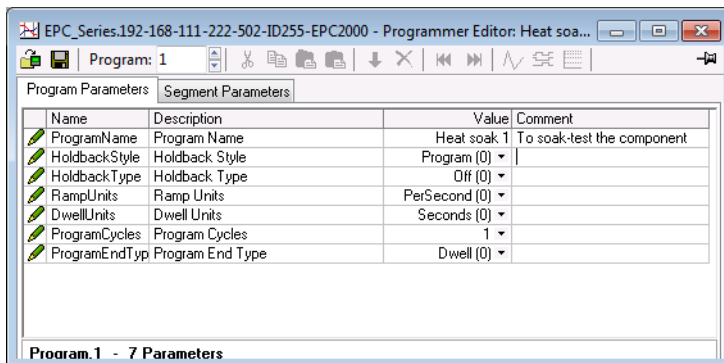 EPC_Series.192-168-111-222-502-ID255-EPC2000 - Programmer Editor: Heat soa...
Program: 1
Program Parameters Segment Parameters
Name Description Value Comment
ProgramName Program Name Heat soak 1 To soak-test the component
HoldbackStyle Holdback Style Program (0)
HoldbackType Holdback Type Off (0)
RampUnits Ramp Units PerSecond (0)
DwellUnits Dwell Units Seconds (0)
ProgramCycles Program Cycles 1
ProgramEndTyp Program End Type Dwell (0)
Program.1 - 7 Parameters